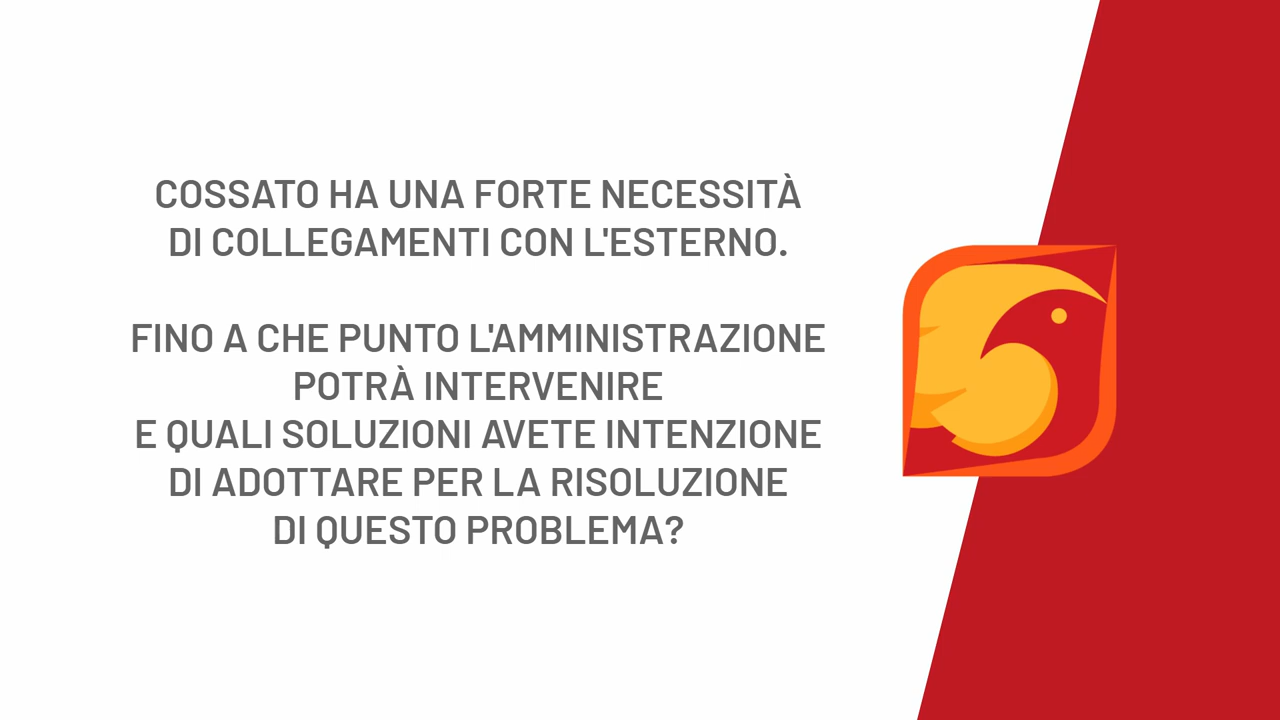 COSSATO HA UNA FORTE NECESSITÀ
DI COLLEGAMENTI CON L'ESTERNO.
FINO A CHE PUNTO L'AMMINISTRAZIONE
POTRÀ INTERVENIRE
E QUALI SOLUZIONI AVETE INTENZIONE
DI ADOTTARE PER LA RISOLUZIONE
DI QUESTO PROBLEMA?